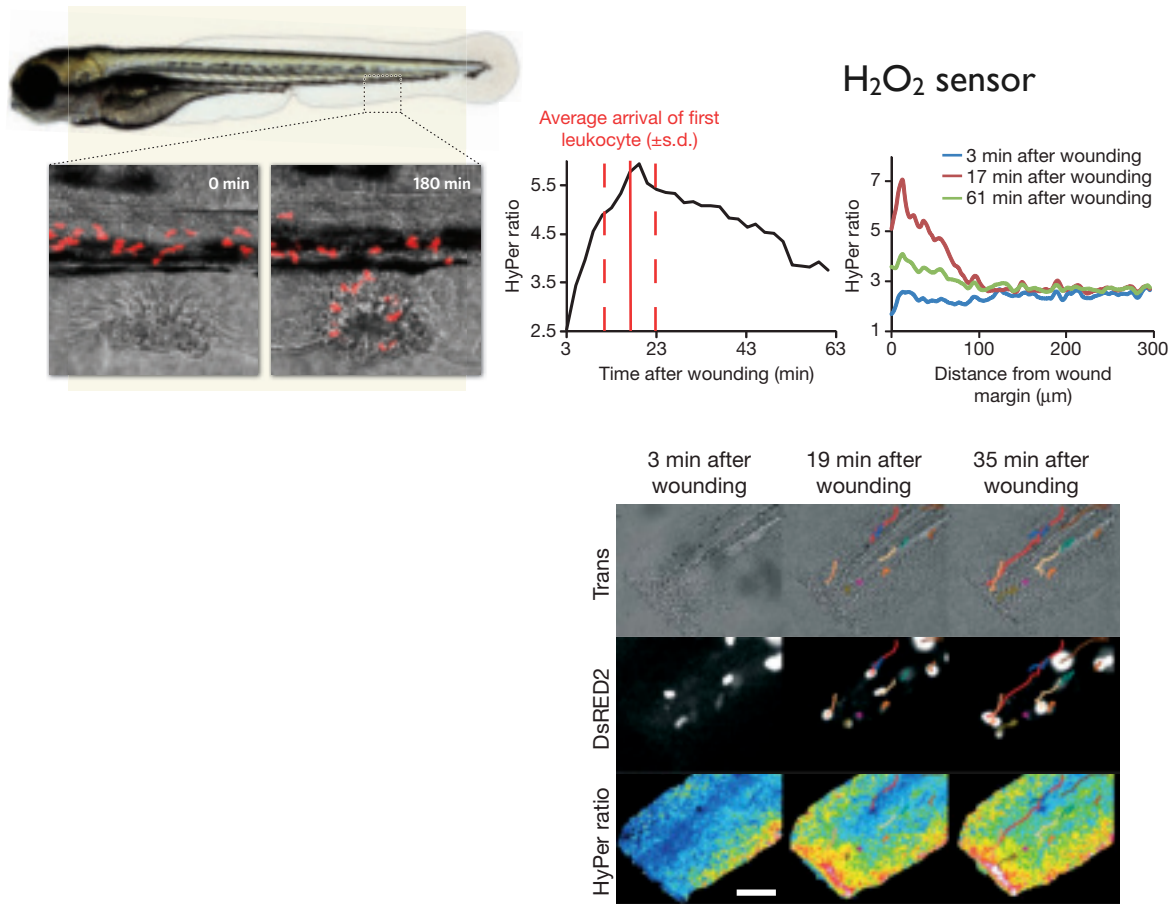 0 min
180 min
H₂O₂ sensor
Average arrival of first
leukocyte (±s.d.)
HyPer ratio
5.5
4.5
3.5
2.5
3
23
43
63
Time after wounding (min)
3 min after wounding
17 min after wounding
61 min after wounding
HyPer ratio
7
5
3
1
0
100
200
300
Distance from wound
margin (μm)
3 min after
wounding
19 min after
wounding
35 min after
wounding
Trans
DsRED2
HyPer ratio